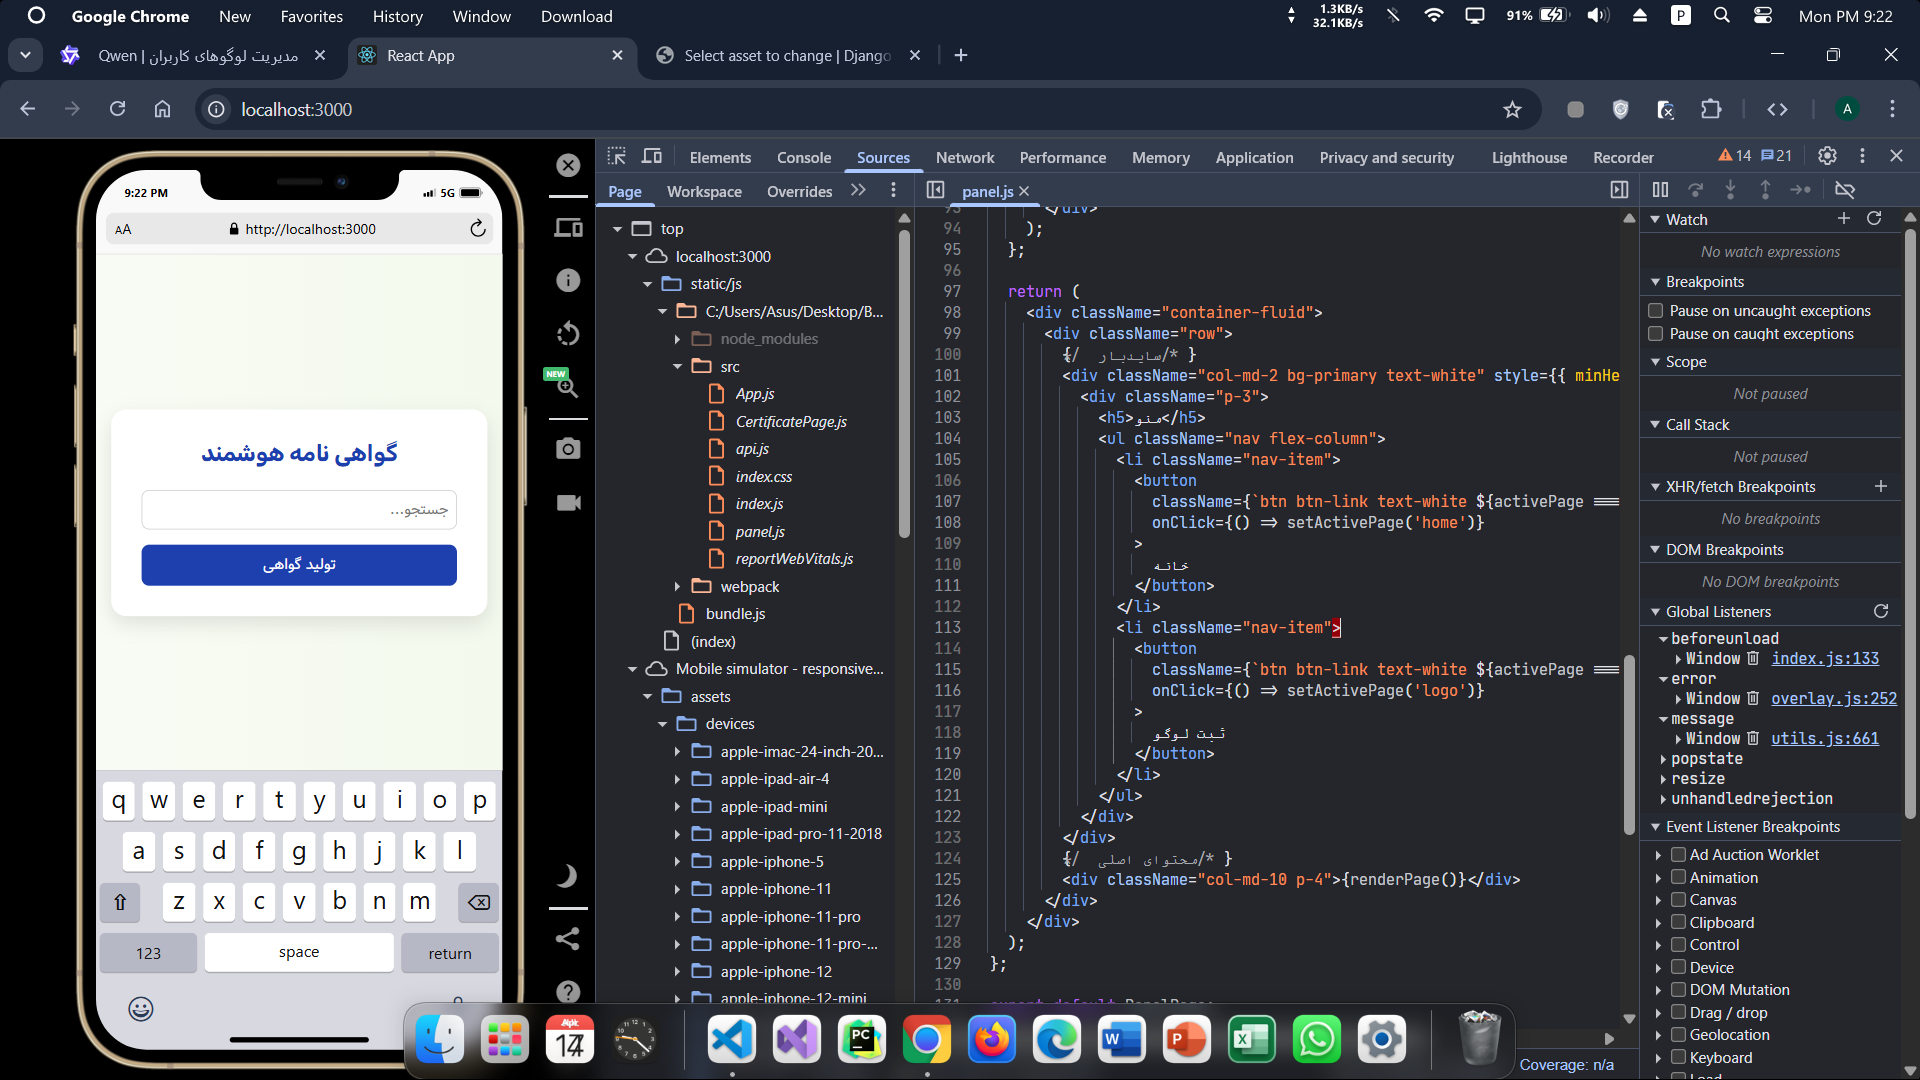 Google Chrome New Favorites History Window Download 1.3KB/s 32.1KB/s 91% P Mon PM 9:22
مدیریت لوگوهای کاربران | Qwen
React App
Select asset to change | Django
localhost:3000
A
9:22 PM 5G
AA http://localhost:3000
گواهی نامه هوشمند
جستجو...
تولید گواهی
q w e r t y u i o p
a s d f g h j k l
z x c v b n m
123 space return
NEW
Elements Console Sources Network Performance Memory Application Privacy and security Lighthouse Recorder 14 21
Page Workspace Overrides
panel.js
top
localhost:3000
static/js
C:/Users/Asus/Desktop/B...
node_modules
src
App.js
CertificatePage.js
api.js
index.css
index.js
panel.js
reportWebVitals.js
webpack
bundle.js
(index)
Mobile simulator - responsive...
assets
devices
apple-imac-24-inch-20...
apple-ipad-air-4
apple-ipad-mini
apple-ipad-pro-11-2018
apple-iphone-5
apple-iphone-11
apple-iphone-11-pro
apple-iphone-11-pro-...
apple-iphone-12
apple-iphone-12-mini
93 </div>
94 );
95 };
96
97 return (
98 <div className="container-fluid">
99 <div className="row">
100 {/* سایدبار */}
101 <div className="col-md-2 bg-primary text-white" style={{ minHe
102 <div className="p-3">
103 <h5>منو</h5>
104 <ul className="nav flex-column">
105 <li className="nav-item">
106 <button
107 className={`btn btn-link text-white ${activePage ===
108 onClick={() => setActivePage('home')}
109 >
110 خانه
111 </button>
112 </li>
113 <li className="nav-item">
114 <button
115 className={`btn btn-link text-white ${activePage ===
116 onClick={() => setActivePage('logo')}
117 >
118 ثبت لوگو
119 </button>
120 </li>
121 </ul>
122 </div>
123 </div>
124 {/* محتوای اصلی */}
125 <div className="col-md-10 p-4">{renderPage()}</div>
126 </div>
127 </div>
128 );
129 };
130
131 export default PanelPage;
Watch
No watch expressions
Breakpoints
Pause on uncaught exceptions
Pause on caught exceptions
Scope
Not paused
Call Stack
Not paused
XHR/fetch Breakpoints
No breakpoints
DOM Breakpoints
No DOM breakpoints
Global Listeners
beforeunload
Window index.js:133
error
Window overlay.js:252
message
Window utils.js:661
popstate
resize
unhandledrejection
Event Listener Breakpoints
Ad Auction Worklet
Animation
Canvas
Clipboard
Control
Device
DOM Mutation
Drag / drop
Geolocation
Keyboard
Load
Coverage: n/a
PC
W
P
X